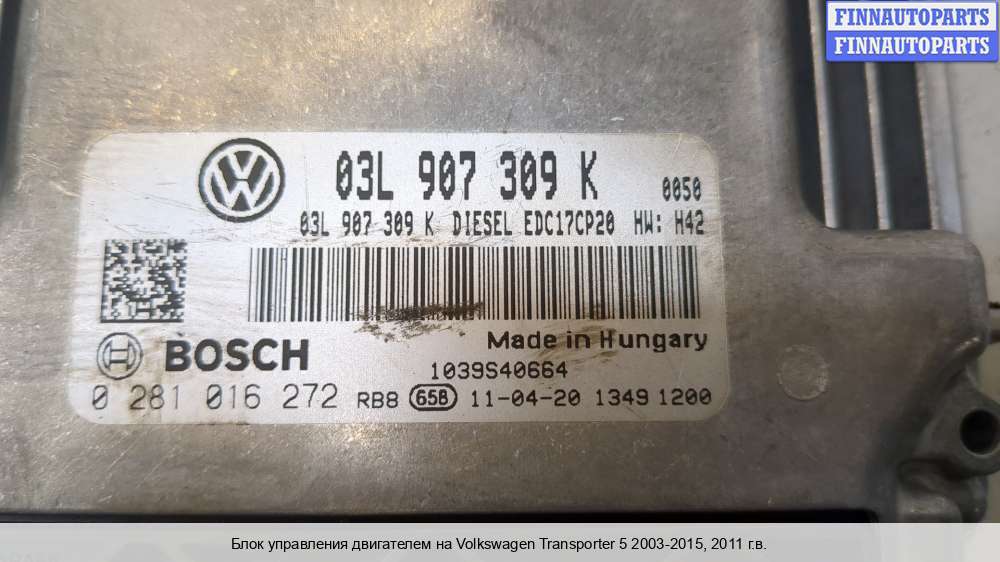 FINNAUTOPARTS
FINNAUTOPARTS
03L 907 309 K 0050
03L 907 309 K DIESEL EDC17CP20 HW: H42
Made in Hungary
BOSCH
1039S40664
0 281 016 272 RB8 65B 11-04-20 1349 1200
Блок управления двигателем на Volkswagen Transporter 5 2003-2015, 2011 г.в.